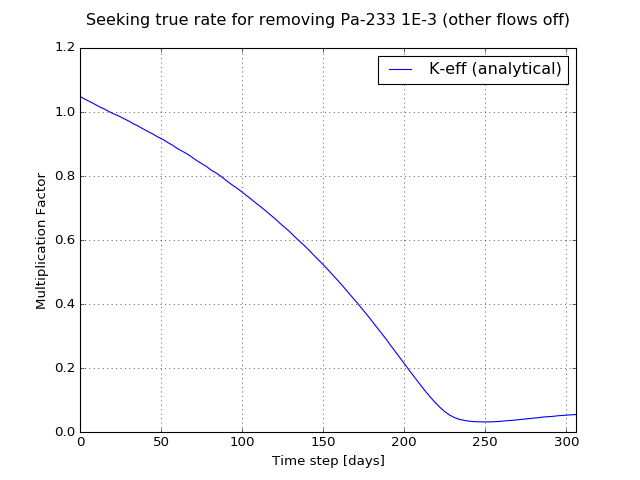 Seeking true rate for removing Pa-233 1E-3 (other flows off)
K-eff (analytical)
Multiplication Factor
1.2
1.0
0.8
0.6
0.4
0.2
0.0
0 50 100 150 200 250 300
Time step [days]